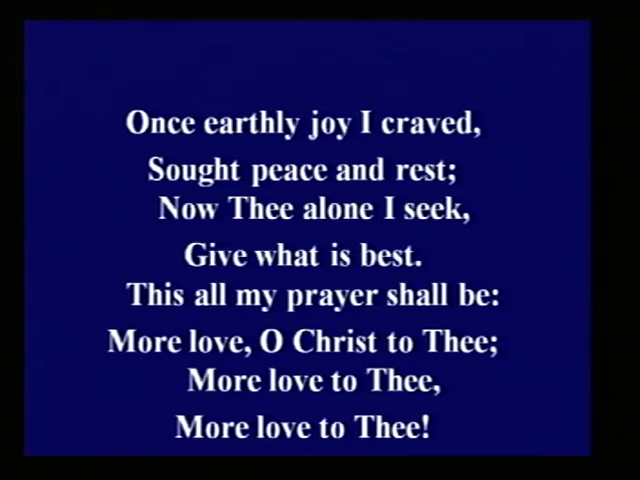 Once earthly joy I craved,
Sought peace and rest;
Now Thee alone I seek,
Give what is best.
This all my prayer shall be:
More love, O Christ to Thee;
More love to Thee,
More love to Thee!